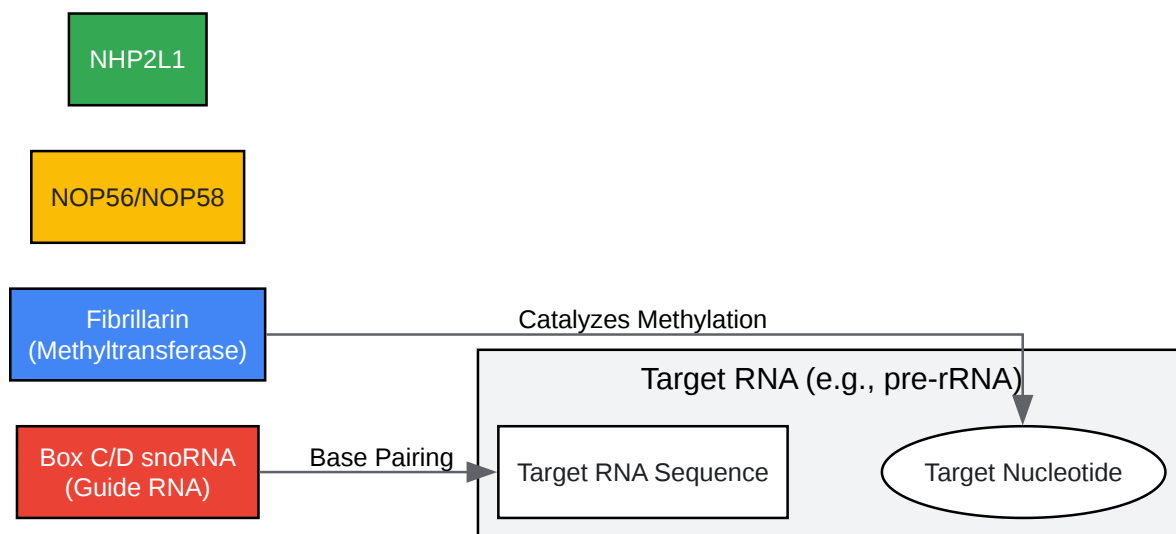 NHP2L1
NOP56/NOP58
Fibrillarin
(Methyltransferase)
Catalyzes Methylation
Target RNA (e.g., pre-rRNA)
Box C/D snoRNA
(Guide RNA)
Base Pairing
Target RNA Sequence
Target Nucleotide